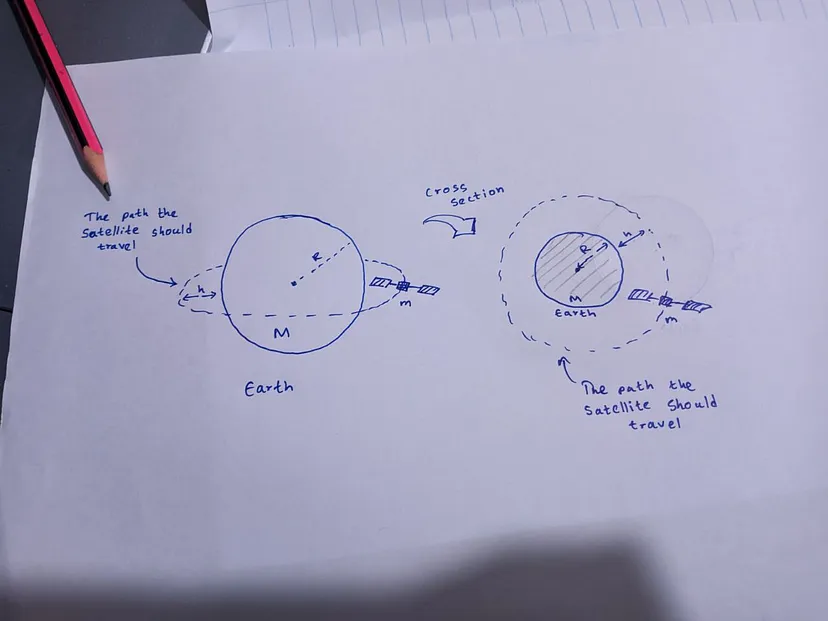 The path the
Satellite should
travel
h
R
M
m
Earth
Cross
section
R
h
M
Earth
m
The path the
Satellite Should
travel